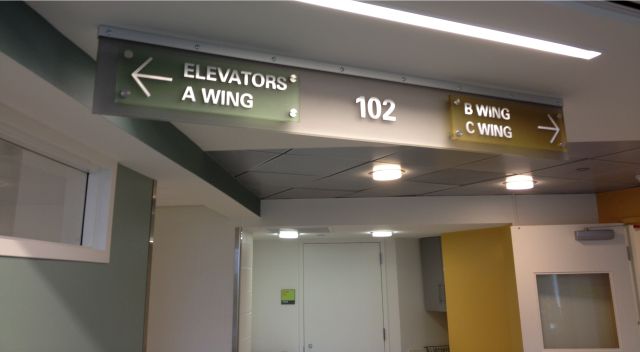 ELEVATORS
A WING
102
B WING
C WING